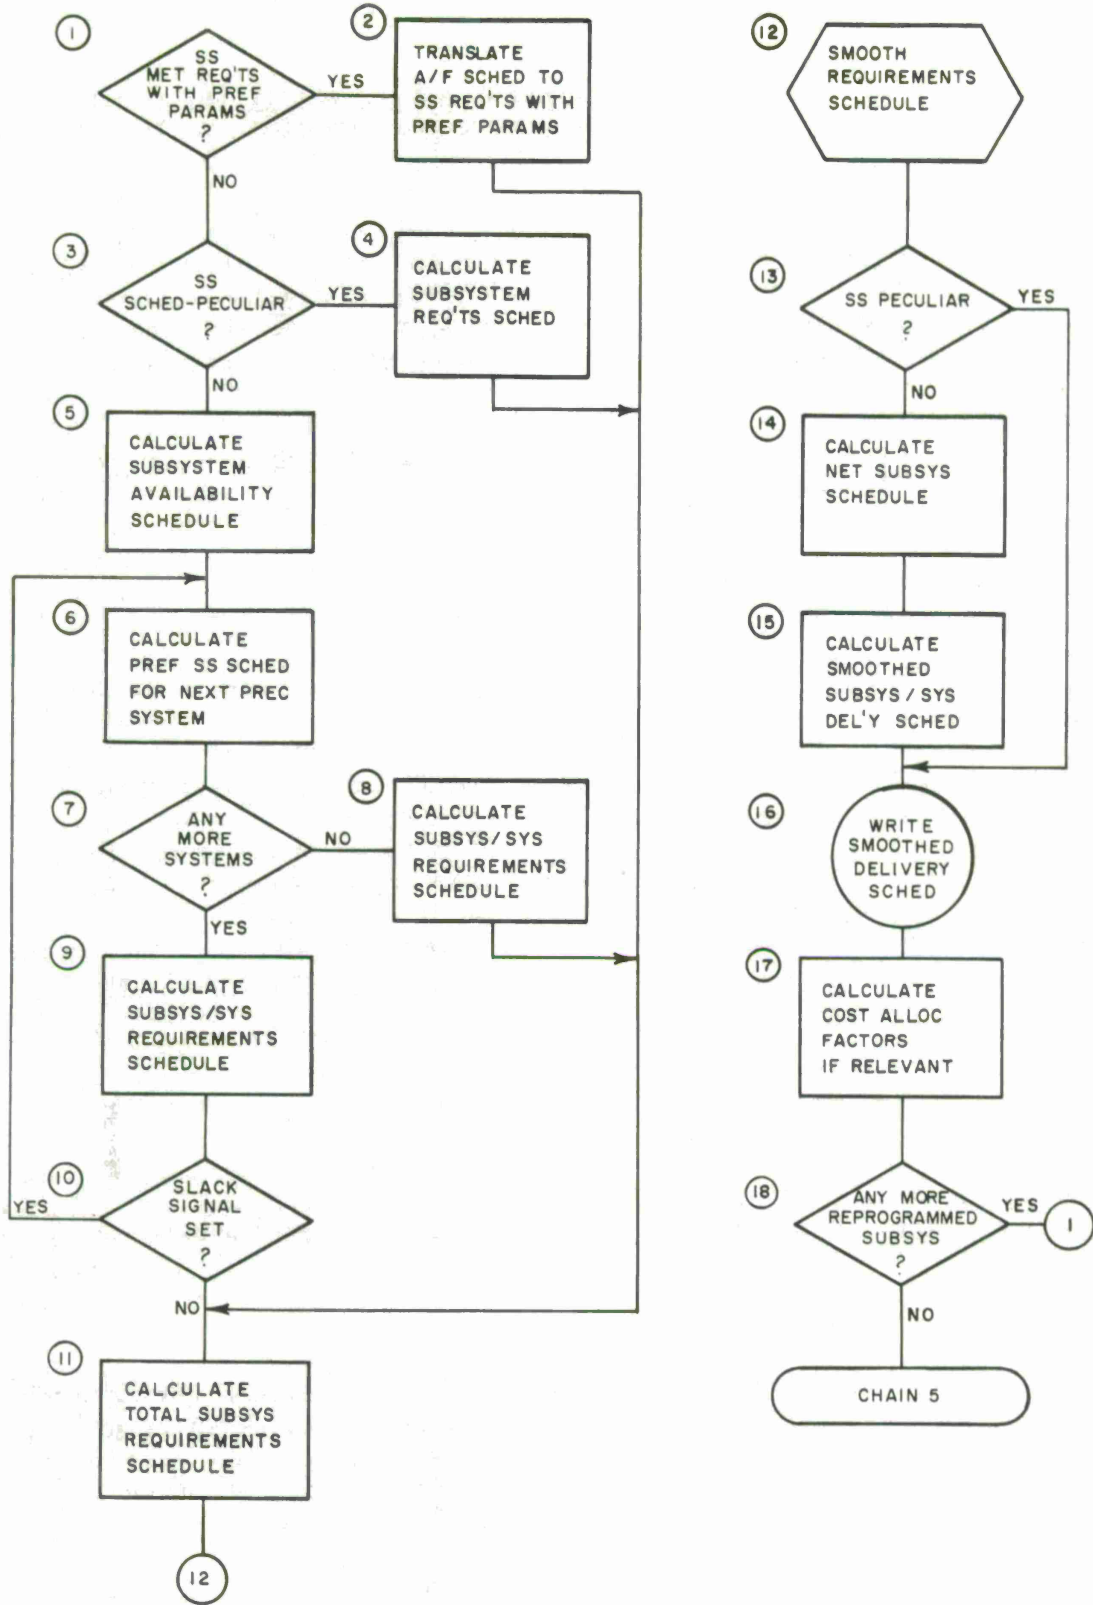 1
SS
MET REQ'TS
WITH PREF
PARAMS
?
YES
NO
2
TRANSLATE
A/F SCHED TO
SS REQ'TS WITH
PREF PARAMS
3
SS
SCHED-PECULIAR
?
YES
NO
4
CALCULATE
SUBSYSTEM
REQ'TS SCHED
5
CALCULATE
SUBSYSTEM
AVAILABILITY
SCHEDULE
6
CALCULATE
PREF SS SCHED
FOR NEXT PREC
SYSTEM
7
ANY
MORE
SYSTEMS
?
NO
YES
8
CALCULATE
SUBSYS/SYS
REQUIREMENTS
SCHEDULE
9
CALCULATE
SUBSYS/SYS
REQUIREMENTS
SCHEDULE
10
SLACK
SIGNAL
SET
?
YES
NO
11
CALCULATE
TOTAL SUBSYS
REQUIREMENTS
SCHEDULE
12
12
SMOOTH
REQUIREMENTS
SCHEDULE
13
SS PECULIAR
?
YES
NO
14
CALCULATE
NET SUBSYS
SCHEDULE
15
CALCULATE
SMOOTHED
SUBSYS / SYS
DEL'Y SCHED
16
WRITE
SMOOTHED
DELIVERY
SCHED
17
CALCULATE
COST ALLOC
FACTORS
IF RELEVANT
18
ANY MORE
REPROGRAMMED
SUBSYS
?
YES
1
NO
CHAIN 5